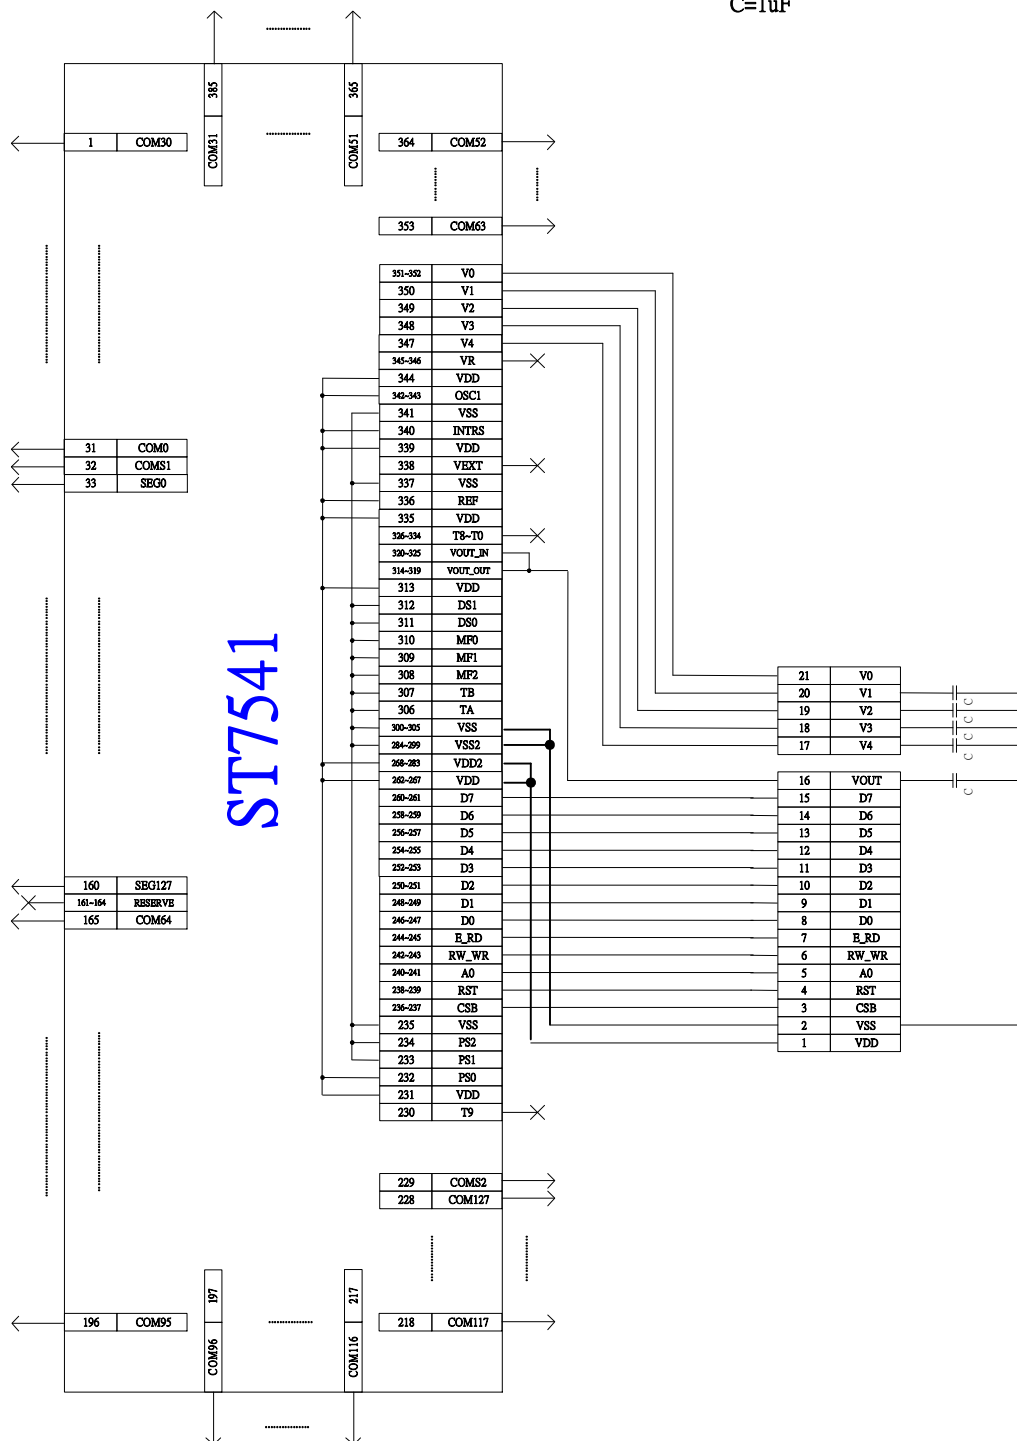 C=1uF
385
COM31
365
COM51
1 COM30
364 COM52
353 COM63
351~352 V0
350 V1
349 V2
348 V3
347 V4
345~346 VR
344 VDD
342~343 OSC1
341 VSS
340 INTRS
339 VDD
338 VEXT
337 VSS
336 REF
335 VDD
326~334 T8~T0
320~325 VOUT_IN
314~319 VOUT_OUT
313 VDD
312 DS1
311 DS0
310 MF0
309 MF1
308 MF2
307 TB
306 TA
300~305 VSS
284~299 VSS2
268~283 VDD2
262~267 VDD
260~261 D7
258~259 D6
256~257 D5
254~255 D4
252~253 D3
250~251 D2
248~249 D1
246~247 D0
244~245 E_RD
242~243 RW_WR
240~241 A0
238~239 RST
236~237 CSB
235 VSS
234 PS2
233 PS1
232 PS0
231 VDD
230 T9
229 COMS2
228 COM127
218 COM117
31 COM0
32 COMS1
33 SEG0
ST7541
160 SEG127
161~164 RESERVE
165 COM64
196 COM95
197
COM96
217
COM116
21 V0
20 V1
C
19 V2
C
18 V3
C
17 V4
C
16 VOUT
C
15 D7
14 D6
13 D5
12 D4
11 D3
10 D2
9 D1
8 D0
7 E_RD
6 RW_WR
5 A0
4 RST
3 CSB
2 VSS
1 VDD